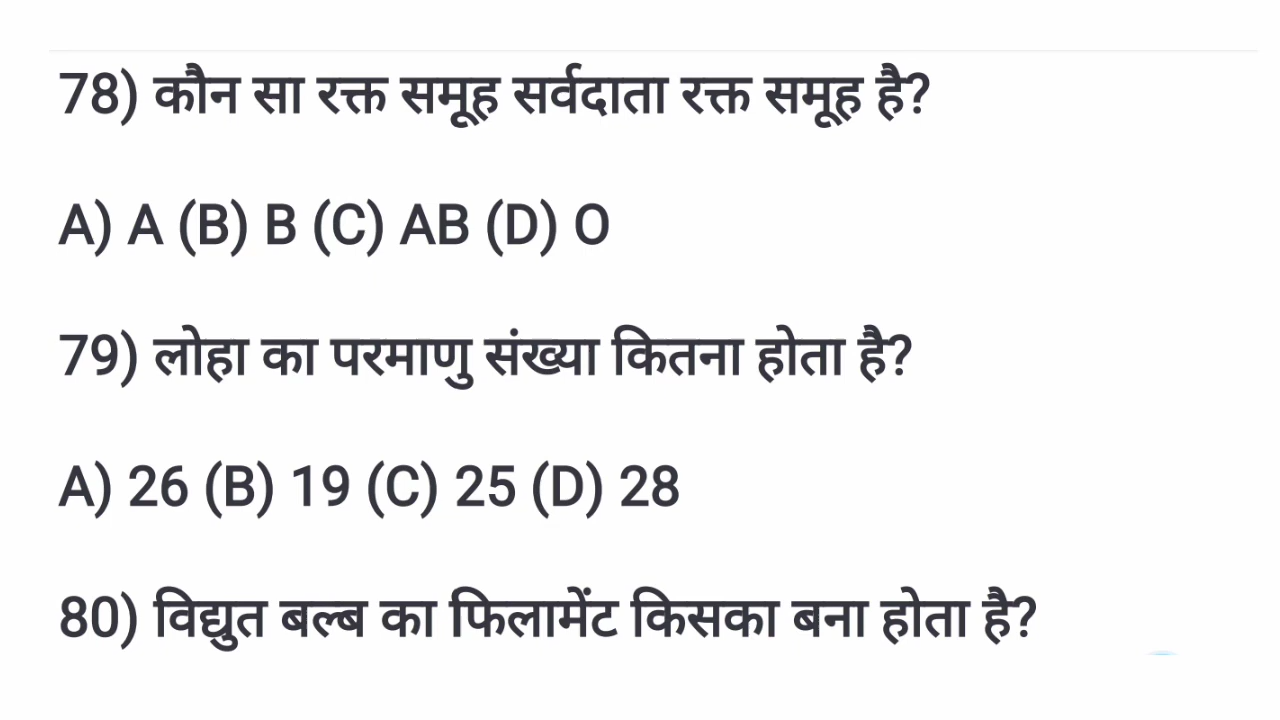 78) कौन सा रक्त समूह सर्वदाता रक्त समूह है?
A) A (B) B (C) AB (D) O
79) लोहा का परमाणु संख्या कितना होता है?
A) 26 (B) 19 (C) 25 (D) 28
80) विद्युत बल्ब का फिलामेंट किसका बना होता है?